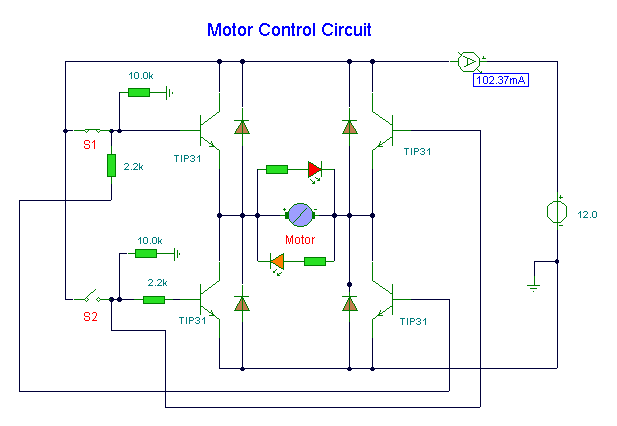 Motor Control Circuit
102.37mA
10.0k
S1
TIP31
TIP31
2.2k
12.0
Motor
10.0k
2.2k
S2
TIP31
TIP31